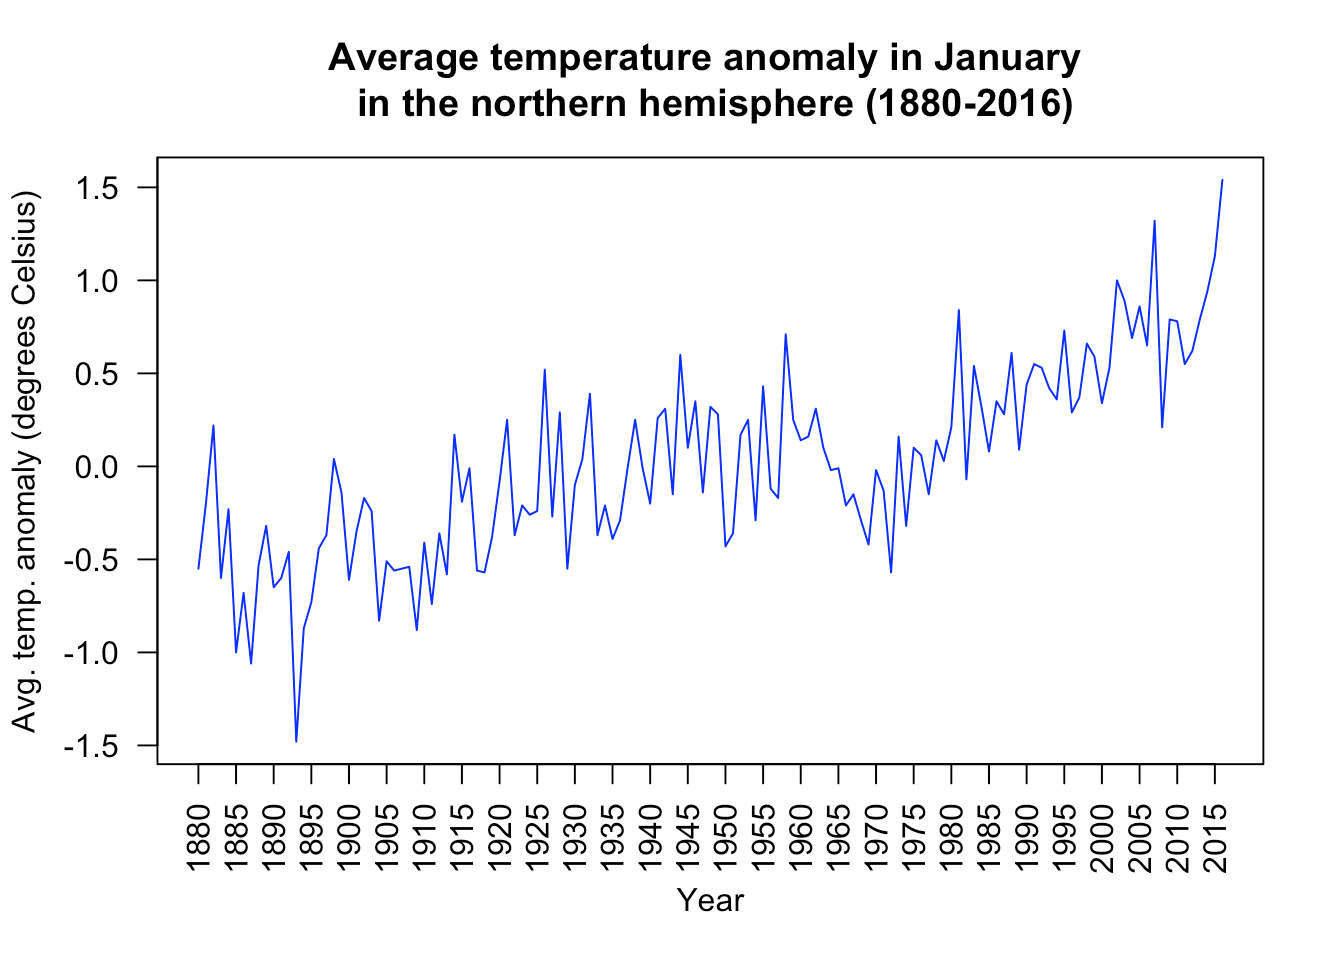 Average temperature anomaly in January
in the northern hemisphere (1880-2016)
Avg. temp. anomaly (degrees Celsius)
1.5
1.0
0.5
0.0
-0.5
-1.0
-1.5
1880 1885 1890 1895 1900 1905 1910 1915 1920 1925 1930 1935 1940 1945 1950 1955 1960 1965 1970 1975 1980 1985 1990 1995 2000 2005 2010 2015
Year